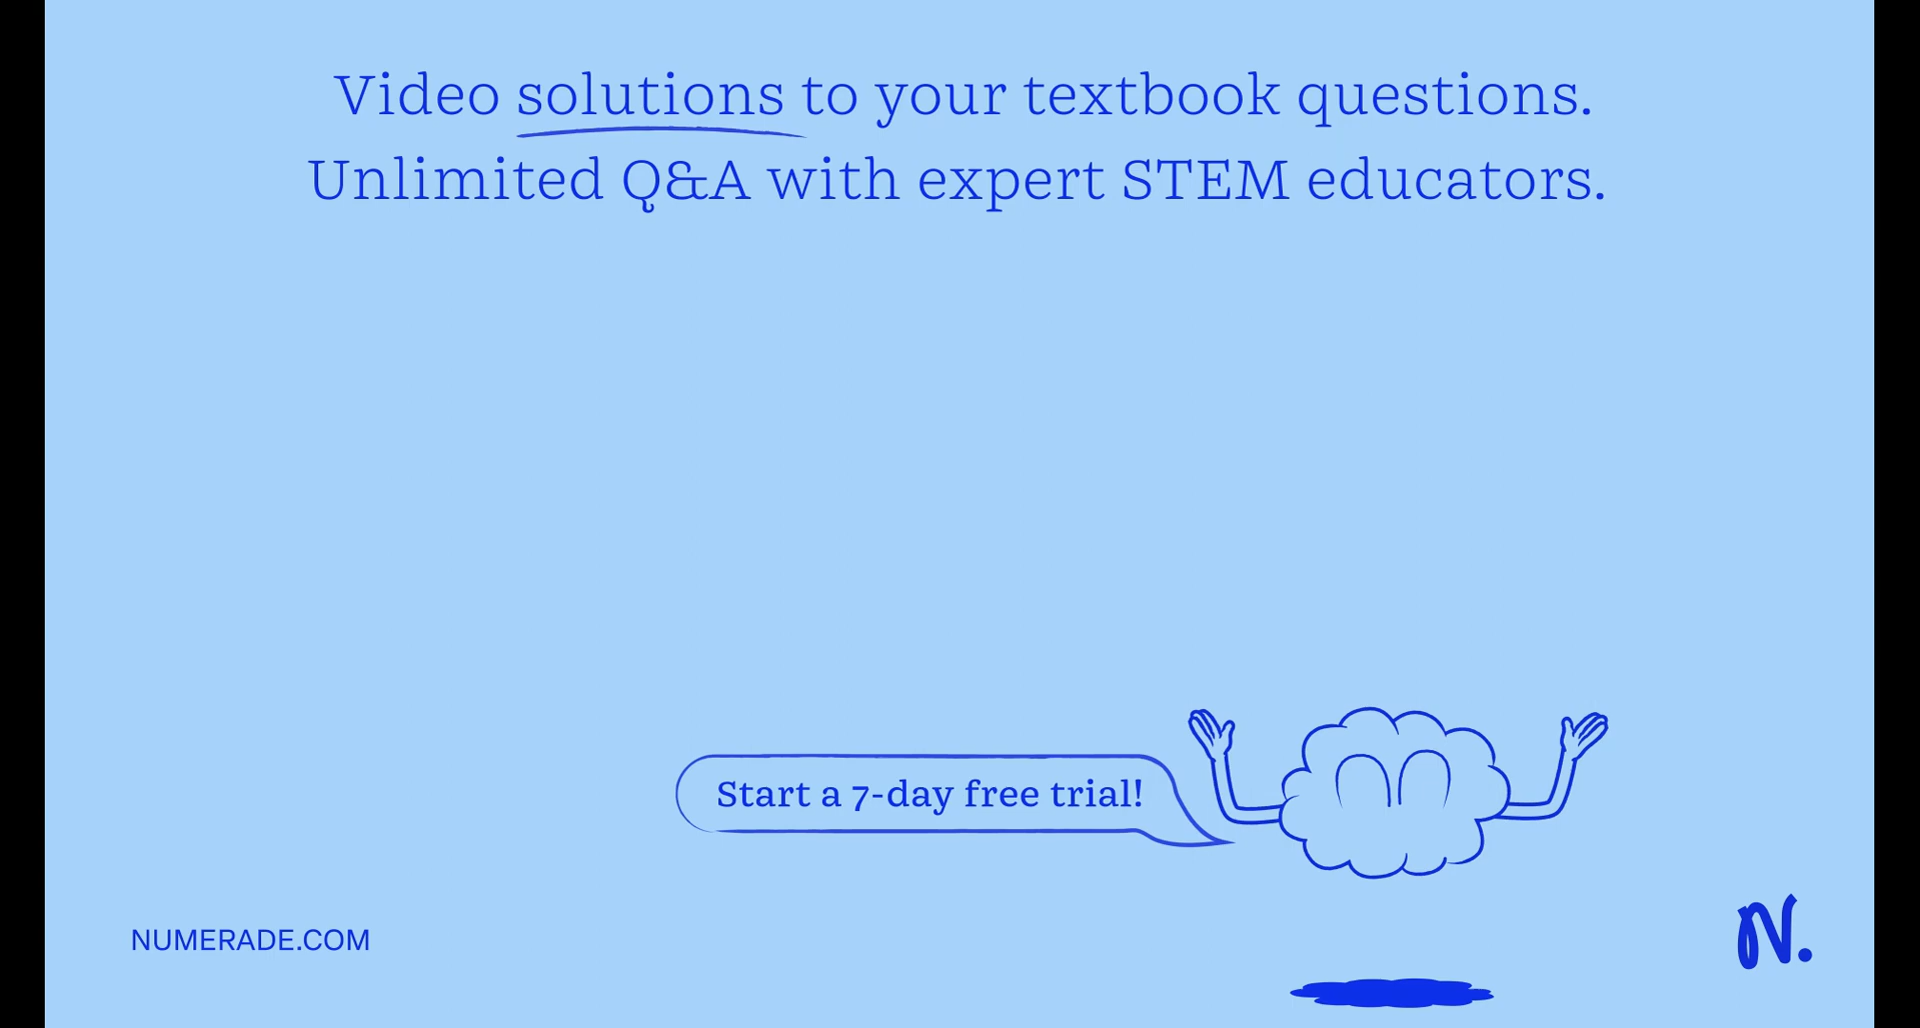 Video solutions to your textbook questions.
Unlimited Q&A with expert STEM educators.
Start a 7-day free trial!
NUMERADE.COM
N.